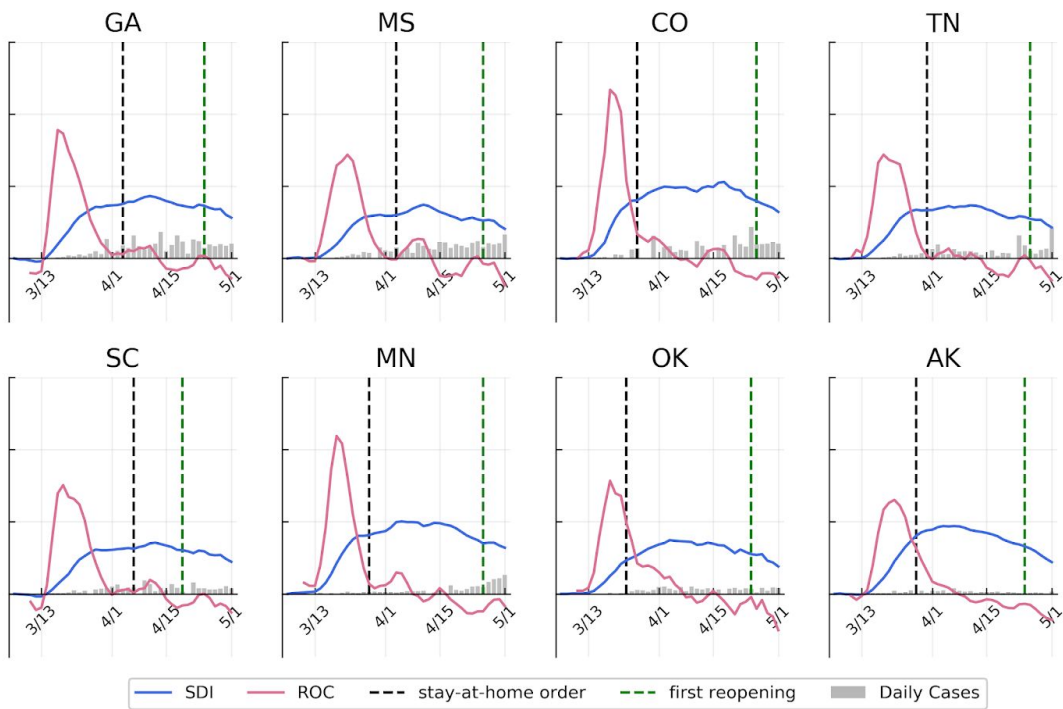 GA MS CO TN
3/13 4/1 4/15 5/1 3/13 4/1 4/15 5/1 3/13 4/1 4/15 5/1 3/13 4/1 4/15 5/1
SC MN OK AK
3/13 4/1 4/15 5/1 3/13 4/1 4/15 5/1 3/13 4/1 4/15 5/1 3/13 4/1 4/15 5/1
SDI ROC stay-at-home order first reopening Daily Cases